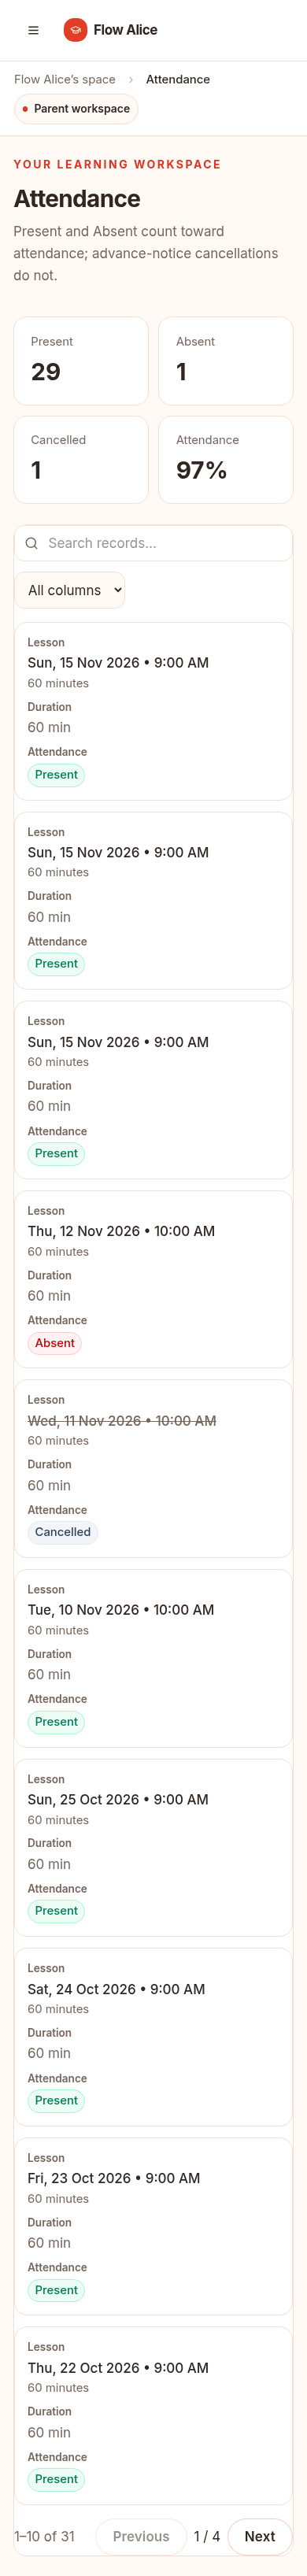 Flow Alice
Flow Alice's space > Attendance
Parent workspace
YOUR LEARNING WORKSPACE
Attendance
Present and Absent count toward
attendance; advance-notice cancellations
do not.
Present
29
Absent
1
Cancelled
1
Attendance
97%
Search records...
All columns
Lesson
Sun, 15 Nov 2026 • 9:00 AM
60 minutes
Duration
60 min
Attendance
Present
Lesson
Sun, 15 Nov 2026 • 9:00 AM
60 minutes
Duration
60 min
Attendance
Present
Lesson
Sun, 15 Nov 2026 • 9:00 AM
60 minutes
Duration
60 min
Attendance
Present
Lesson
Thu, 12 Nov 2026 • 10:00 AM
60 minutes
Duration
60 min
Attendance
Absent
Lesson
Wed, 11 Nov 2026 • 10:00 AM
60 minutes
Duration
60 min
Attendance
Cancelled
Lesson
Tue, 10 Nov 2026 • 10:00 AM
60 minutes
Duration
60 min
Attendance
Present
Lesson
Sun, 25 Oct 2026 • 9:00 AM
60 minutes
Duration
60 min
Attendance
Present
Lesson
Sat, 24 Oct 2026 • 9:00 AM
60 minutes
Duration
60 min
Attendance
Present
Lesson
Fri, 23 Oct 2026 • 9:00 AM
60 minutes
Duration
60 min
Attendance
Present
Lesson
Thu, 22 Oct 2026 • 9:00 AM
60 minutes
Duration
60 min
Attendance
Present
1–10 of 31 Previous 1 / 4 Next